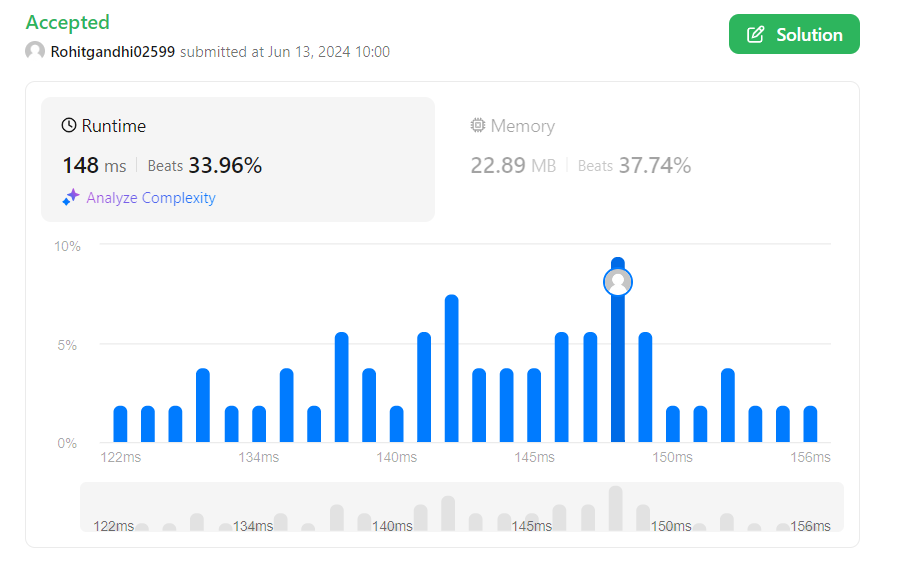 Accepted
Rohitgandhi02599 submitted at Jun 13, 2024 10:00
Solution
Runtime
148 ms | Beats 33.96%
Analyze Complexity
Memory
22.89 MB | Beats 37.74%
10%
5%
0%
122ms 134ms 140ms 145ms 150ms 156ms
122ms 134ms 140ms 145ms 150ms 156ms